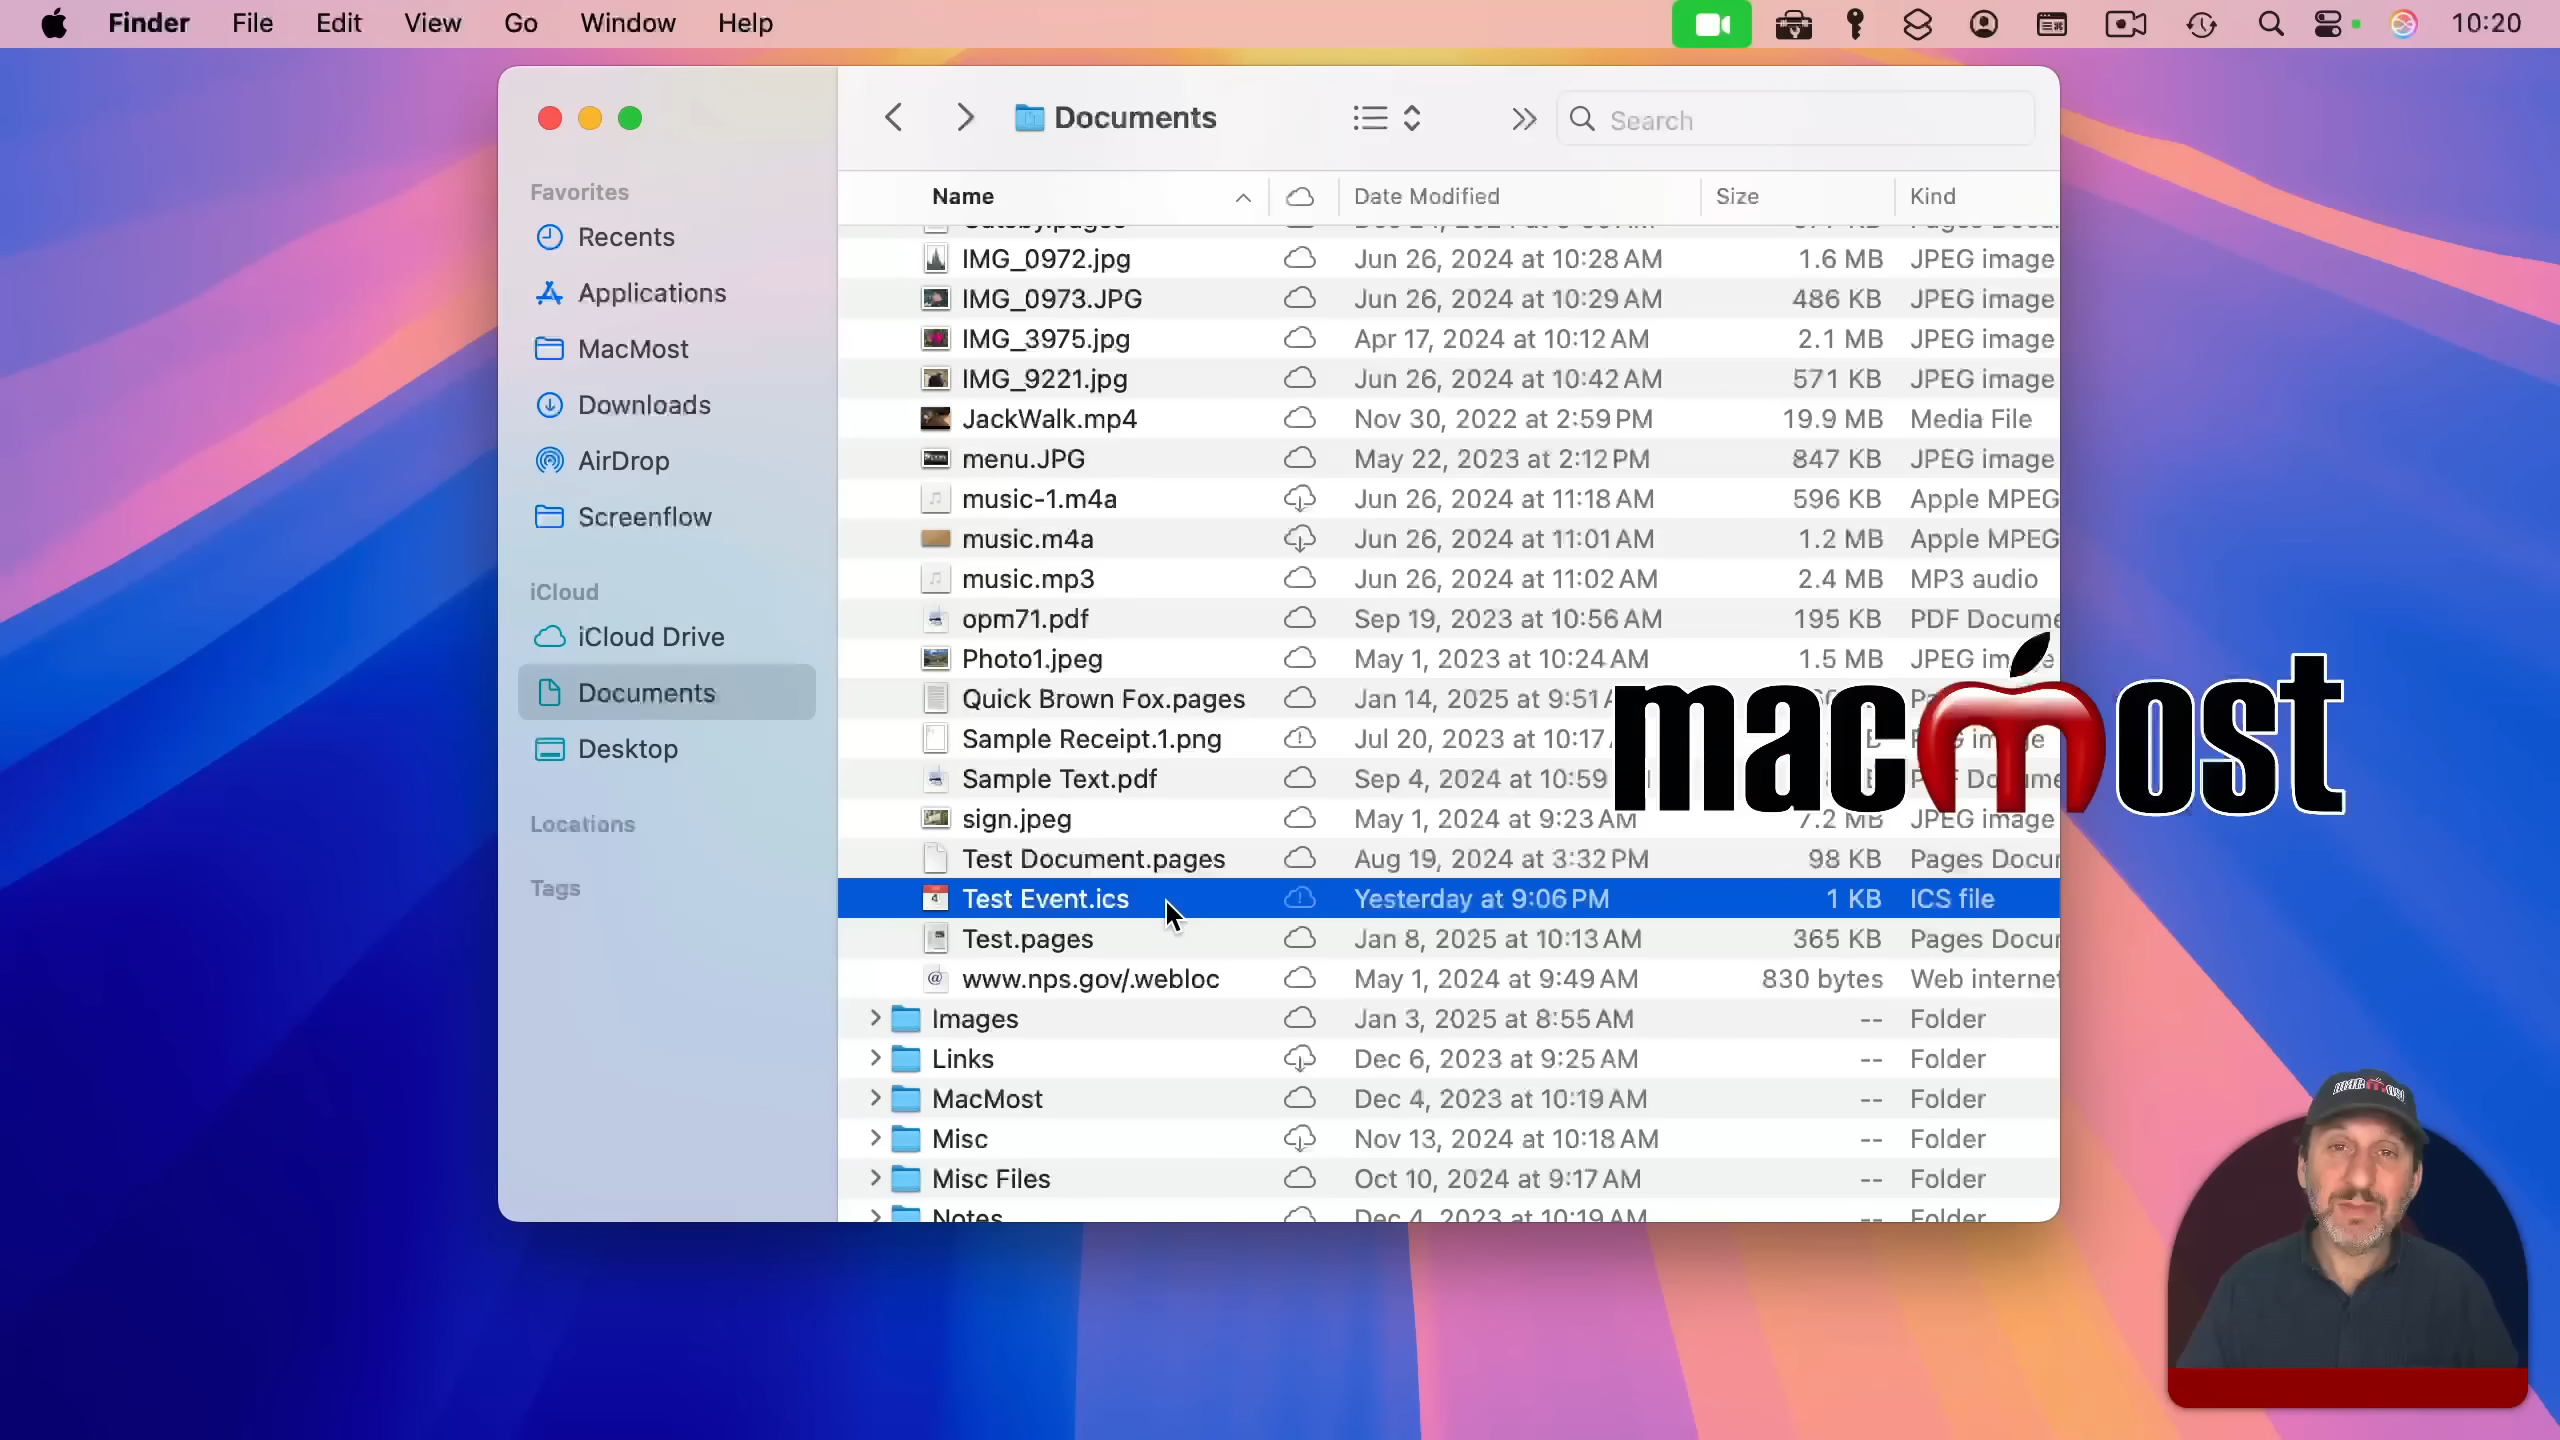 Finder File Edit View Go Window Help 10:20
Documents Search
Favorites
Recents
Applications
MacMost
Downloads
AirDrop
Screenflow
iCloud
iCloud Drive
Documents
Desktop
Locations
Tags
Name Date Modified Size Kind
IMG_0972.jpg Jun 26, 2024 at 10:28 AM 1.6 MB JPEG image
IMG_0973.JPG Jun 26, 2024 at 10:29 AM 486 KB JPEG image
IMG_3975.jpg Apr 17, 2024 at 10:12 AM 2.1 MB JPEG image
IMG_9221.jpg Jun 26, 2024 at 10:42 AM 571 KB JPEG image
JackWalk.mp4 Nov 30, 2022 at 2:59 PM 19.9 MB Media File
menu.JPG May 22, 2023 at 2:12 PM 847 KB JPEG image
music-1.m4a Jun 26, 2024 at 11:18 AM 596 KB Apple MPEG
music.m4a Jun 26, 2024 at 11:01 AM 1.2 MB Apple MPEG
music.mp3 Jun 26, 2024 at 11:02 AM 2.4 MB MP3 audio
opm71.pdf Sep 19, 2023 at 10:56 AM 195 KB PDF Docume
Photo1.jpeg May 1, 2023 at 10:24 AM 1.5 MB JPEG
Quick Brown Fox.pages Jan 14, 2025 at 9:51
Sample Receipt.1.png Jul 20, 2023 at 10:17
Sample Text.pdf Sep 4, 2024 at 10:59
sign.jpeg May 1, 2024 at 9:23 AM 7.2 MB JPEG image
Test Document.pages Aug 19, 2024 at 3:32 PM 98 KB Pages Docu
Test Event.ics Yesterday at 9:06 PM 1 KB ICS file
Test.pages Jan 8, 2025 at 10:13 AM 365 KB Pages Docu
www.nps.gov/.webloc May 1, 2024 at 9:49 AM 830 bytes Web internet
Images Jan 3, 2025 at 8:55 AM -- Folder
Links Dec 6, 2023 at 9:25 AM -- Folder
MacMost Dec 4, 2023 at 10:19 AM -- Folder
Misc Nov 13, 2024 at 10:18 AM -- Folder
Misc Files Oct 10, 2024 at 9:17 AM -- Folder
Notes Dec 4, 2023 at 10:19 AM -- Folder
macmost
macmost